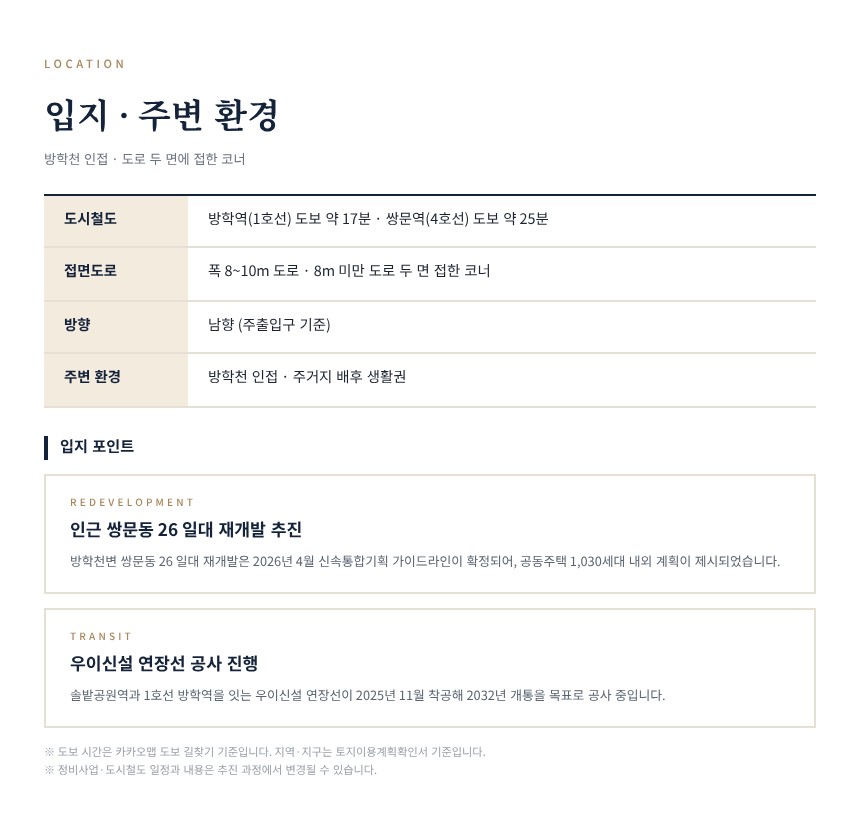 LOCATION
입지 · 주변 환경
방학천 인접 · 도로 두 면에 접한 코너
도시철도 방학역(1호선) 도보 약 17분 · 쌍문역(4호선) 도보 약 25분
접면도로 폭 8~10m 도로 · 8m 미만 도로 두 면 접한 코너
방향 남향 (주출입구 기준)
주변 환경 방학천 인접 · 주거지 배후 생활권
입지 포인트
REDEVELOPMENT
인근 쌍문동 26 일대 재개발 추진
방학천변 쌍문동 26 일대 재개발은 2026년 4월 신속통합기획 가이드라인이 확정되어, 공동주택 1,030세대 내외 계획이 제시되었습니다.
TRANSIT
우이신설 연장선 공사 진행
솔밭공원역과 1호선 방학역을 잇는 우이신설 연장선이 2025년 11월 착공해 2032년 개통을 목표로 공사 중입니다.
※ 도보 시간은 카카오맵 도보 길찾기 기준입니다. 지역·지구는 토지이용계획확인서 기준입니다.
※ 정비사업·도시철도 일정과 내용은 추진 과정에서 변경될 수 있습니다.